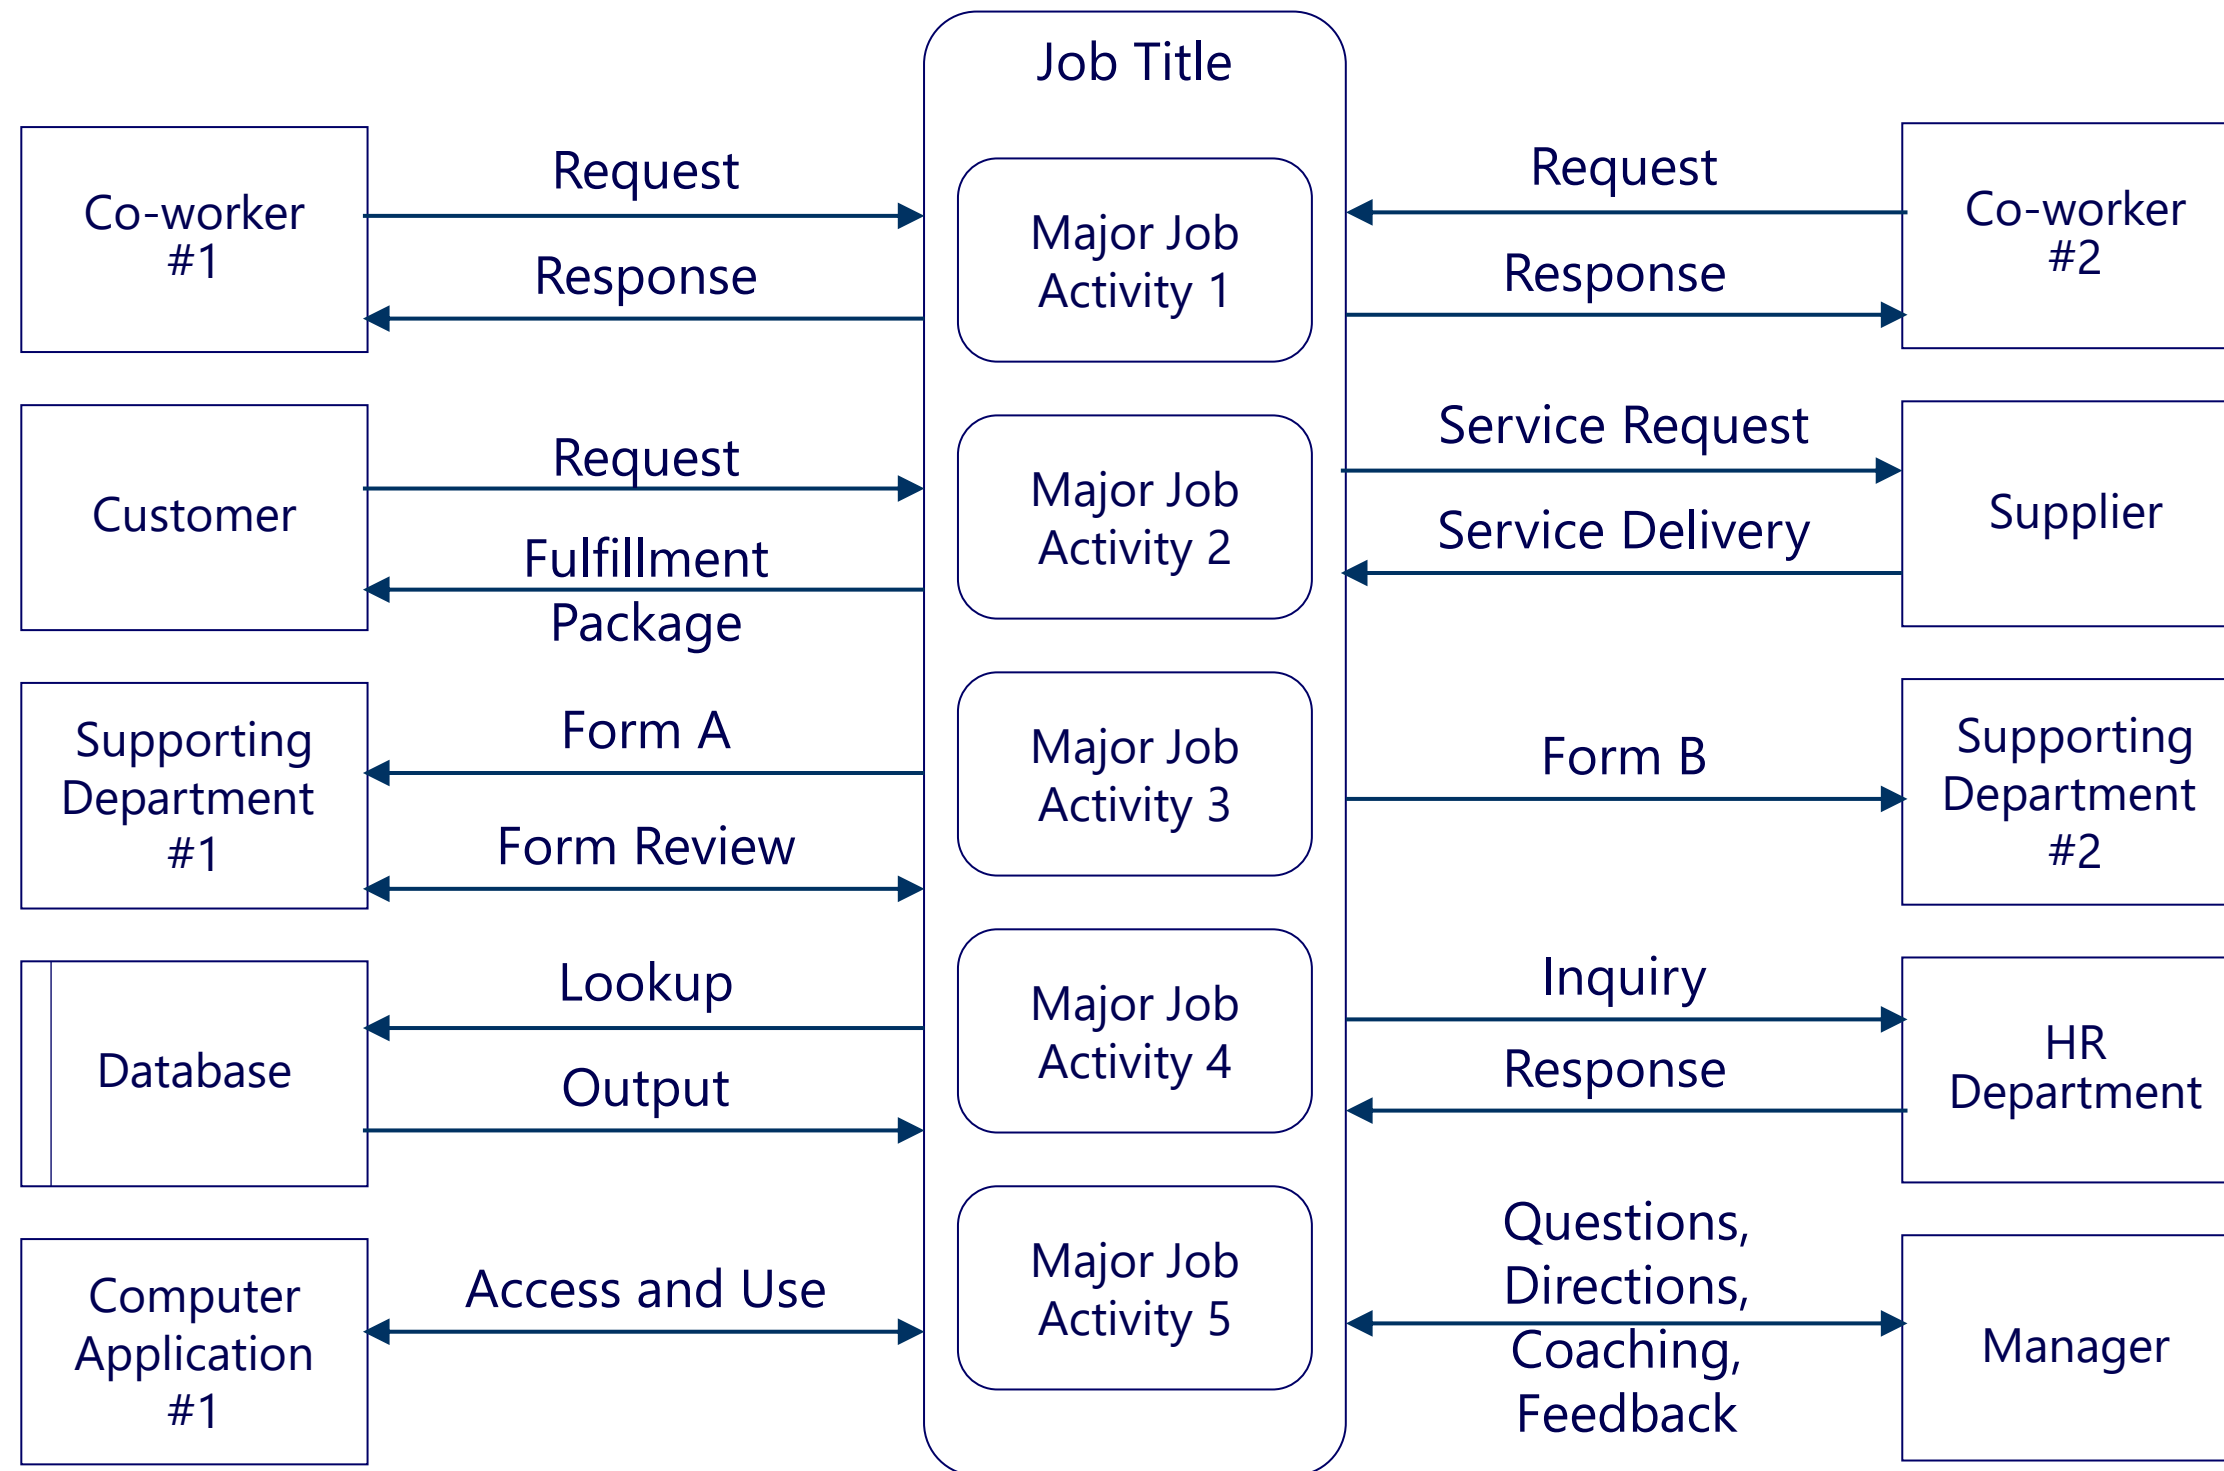 Job Title
Co-worker
#1
Request
Response
Major Job
Activity 1
Request
Response
Co-worker
#2
Customer
Request
Fulfillment
Package
Major Job
Activity 2
Service Request
Service Delivery
Supplier
Supporting
Department
#1
Form A
Form Review
Major Job
Activity 3
Form B
Supporting
Department
#2
Database
Lookup
Output
Major Job
Activity 4
Inquiry
Response
HR
Department
Computer
Application
#1
Access and Use
Major Job
Activity 5
Questions,
Directions,
Coaching,
Feedback
Manager